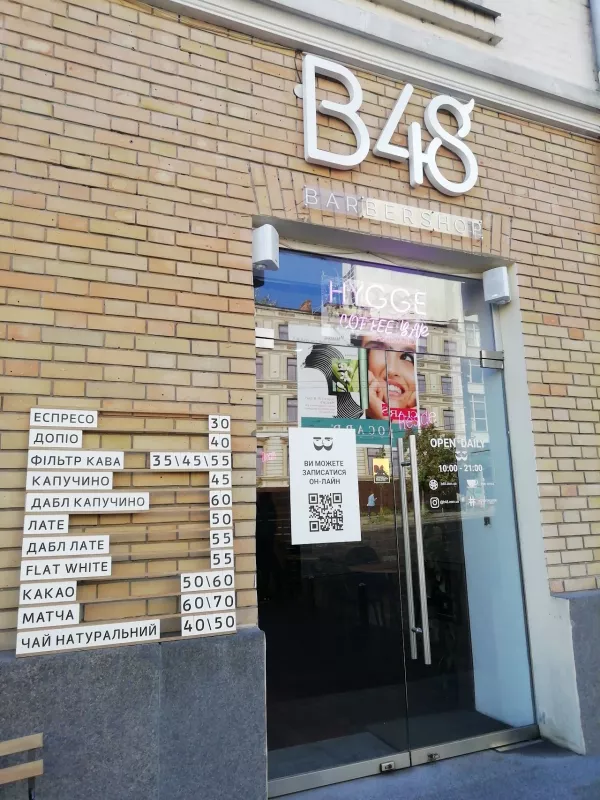 B48
BARBERSHOP
HYGGE
COFFEE BAR
ВИ МОЖЕТЕ
ЗАПИСАТИСЯ
ОН-ЛАЙН
OPEN DAILY
10:00 - 21:00
ЕСПРЕСО 30
ДОПІО 40
ФІЛЬТР КАВА 35\45\55
КАПУЧИНО 45
ДАБЛ КАПУЧИНО 60
ЛАТЕ 50
ДАБЛ ЛАТЕ 55
FLAT WHITE 55
КАКАО 50\60
МАТЧА 60\70
ЧАЙ НАТУРАЛЬНИЙ 40\50